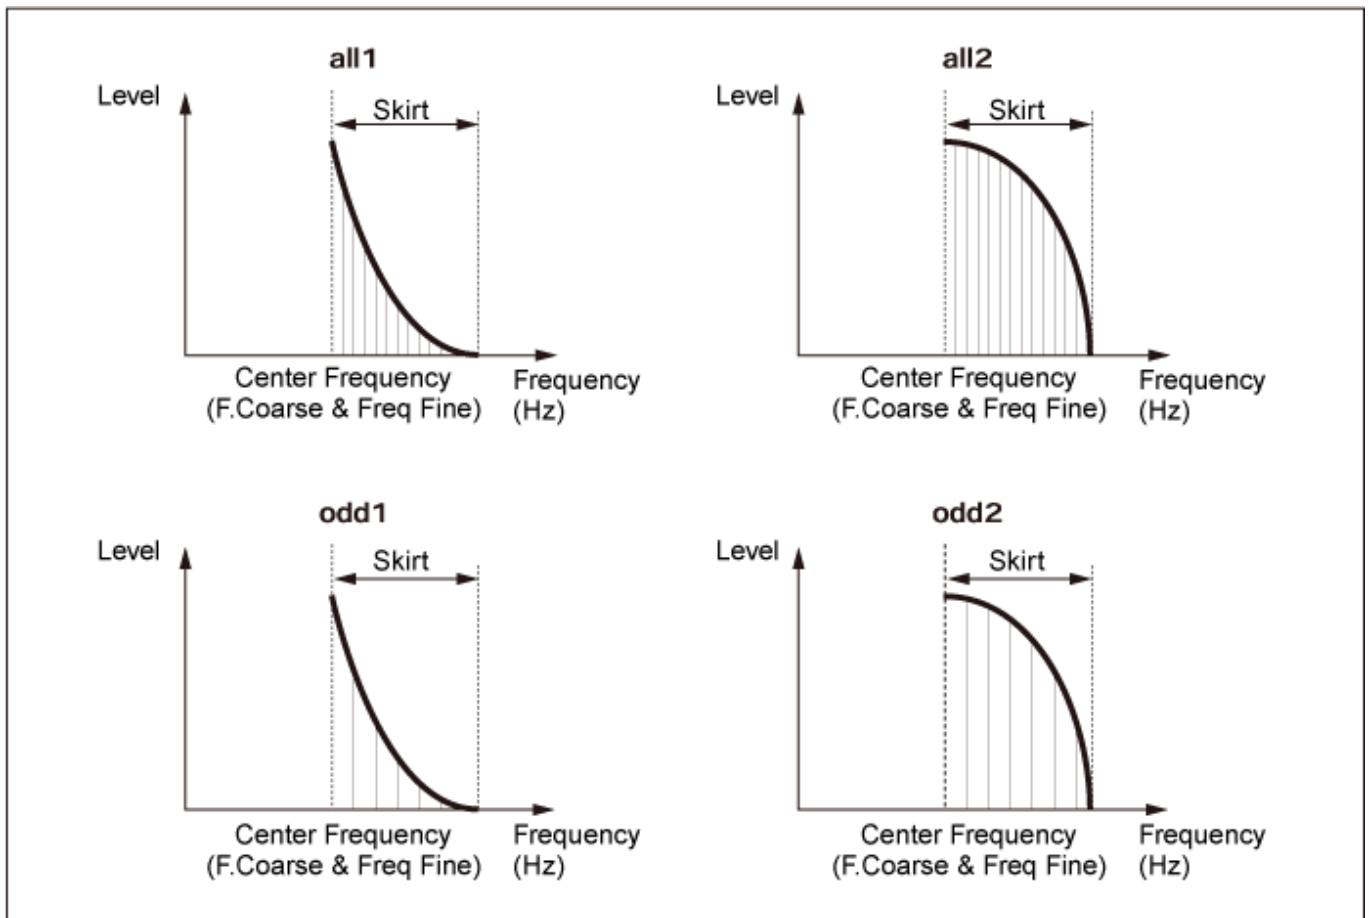 all1
Level
Skirt
Center Frequency
(F.Coarse & Freq Fine)
Frequency
(Hz)
all2
Level
Skirt
Center Frequency
(F.Coarse & Freq Fine)
Frequency
(Hz)
odd1
Level
Skirt
Center Frequency
(F.Coarse & Freq Fine)
Frequency
(Hz)
odd2
Level
Skirt
Center Frequency
(F.Coarse & Freq Fine)
Frequency
(Hz)